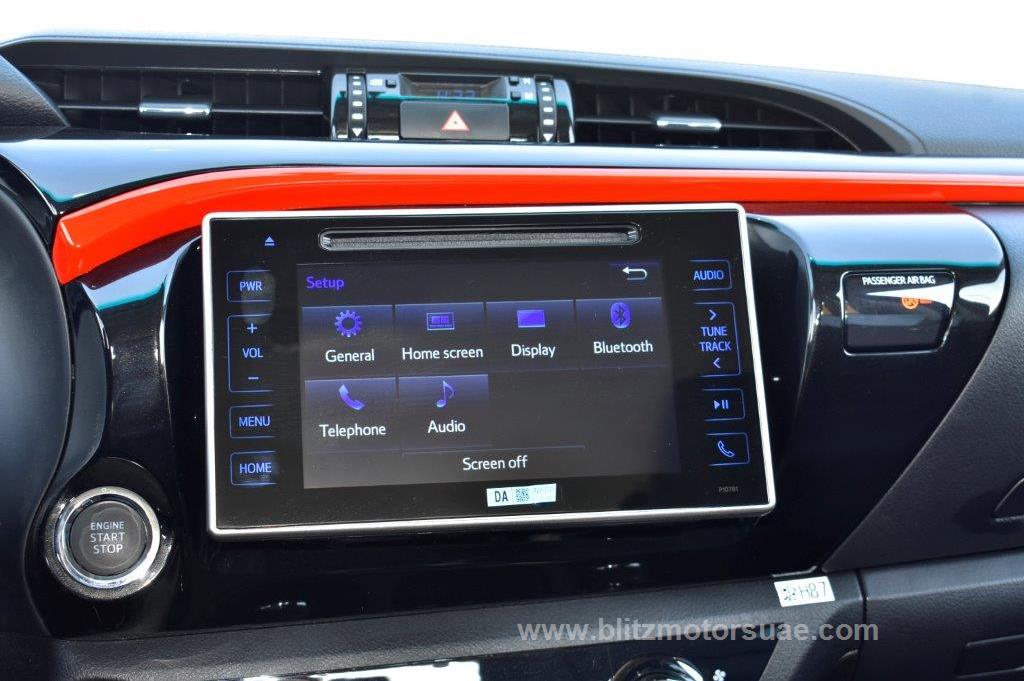 PWR
+
VOL
−
MENU
HOME
Setup
General
Home screen
Display
Bluetooth
Telephone
Audio
Screen off
AUDIO
>
TUNE
TRACK
<
PASSENGER AIR BAG
ENGINE
START
STOP
DA
P10781
H87
www.blitzmotorsuae.com